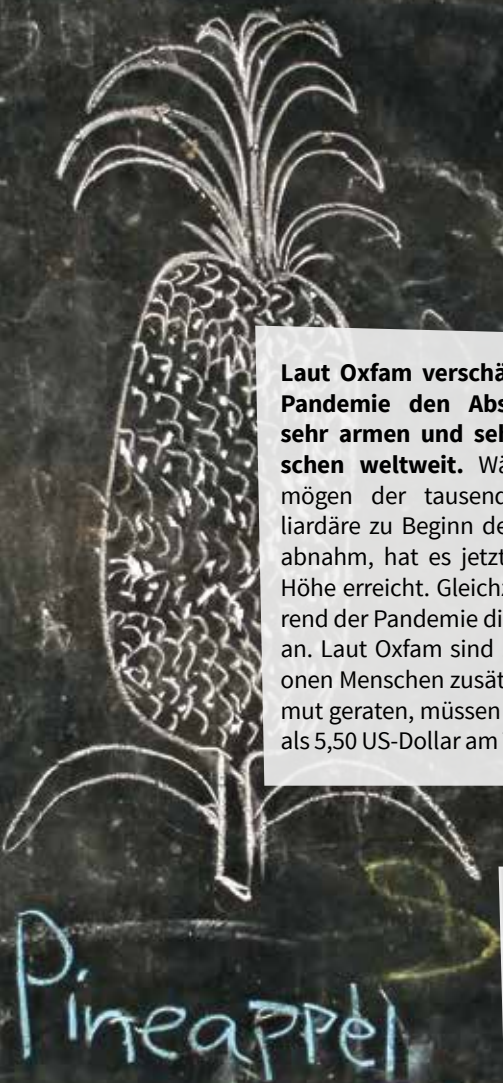 Laut Oxfam verschä
Pandemie den Abs
sehr armen und seh
schen weltweit. Wä
mögen der tausend
liardäre zu Beginn de
abnahm, hat es jetzt
Höhe erreicht. Gleichz
rend der Pandemie di
an. Laut Oxfam sind
onen Menschen zusät
mut geraten, müssen
als 5,50 US-Dollar am
Pineappel